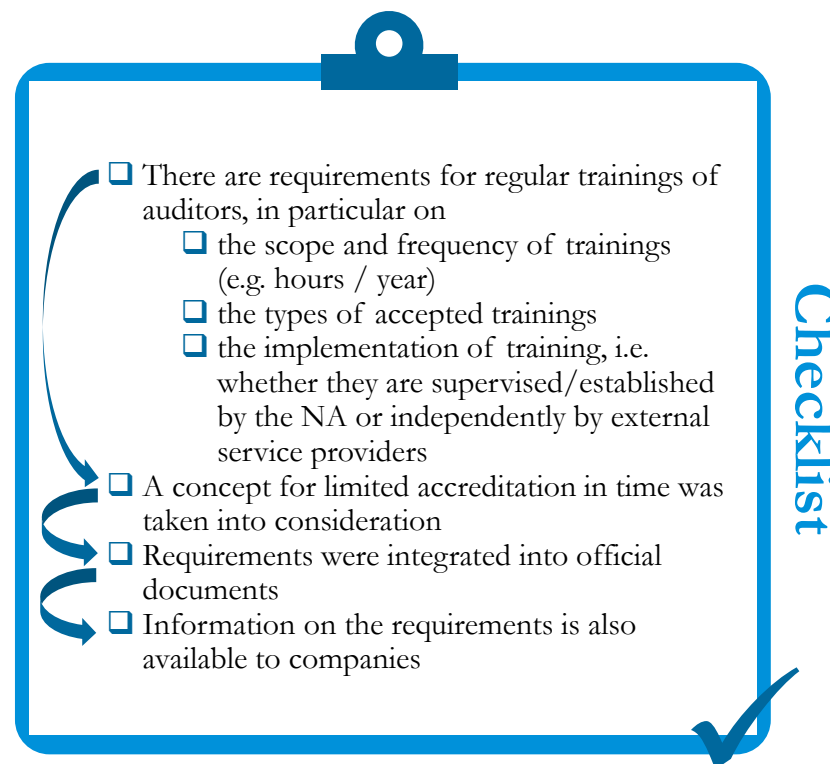 ❑ There are requirements for regular trainings of
auditors, in particular on
❑ the scope and frequency of trainings
(e.g. hours / year)
❑ the types of accepted trainings
❑ the implementation of training, i.e.
whether they are supervised/established
by the NA or independently by external
service providers
❑ A concept for limited accreditation in time was
taken into consideration
❑ Requirements were integrated into official
documents
❑ Information on the requirements is also
available to companies
Checklist